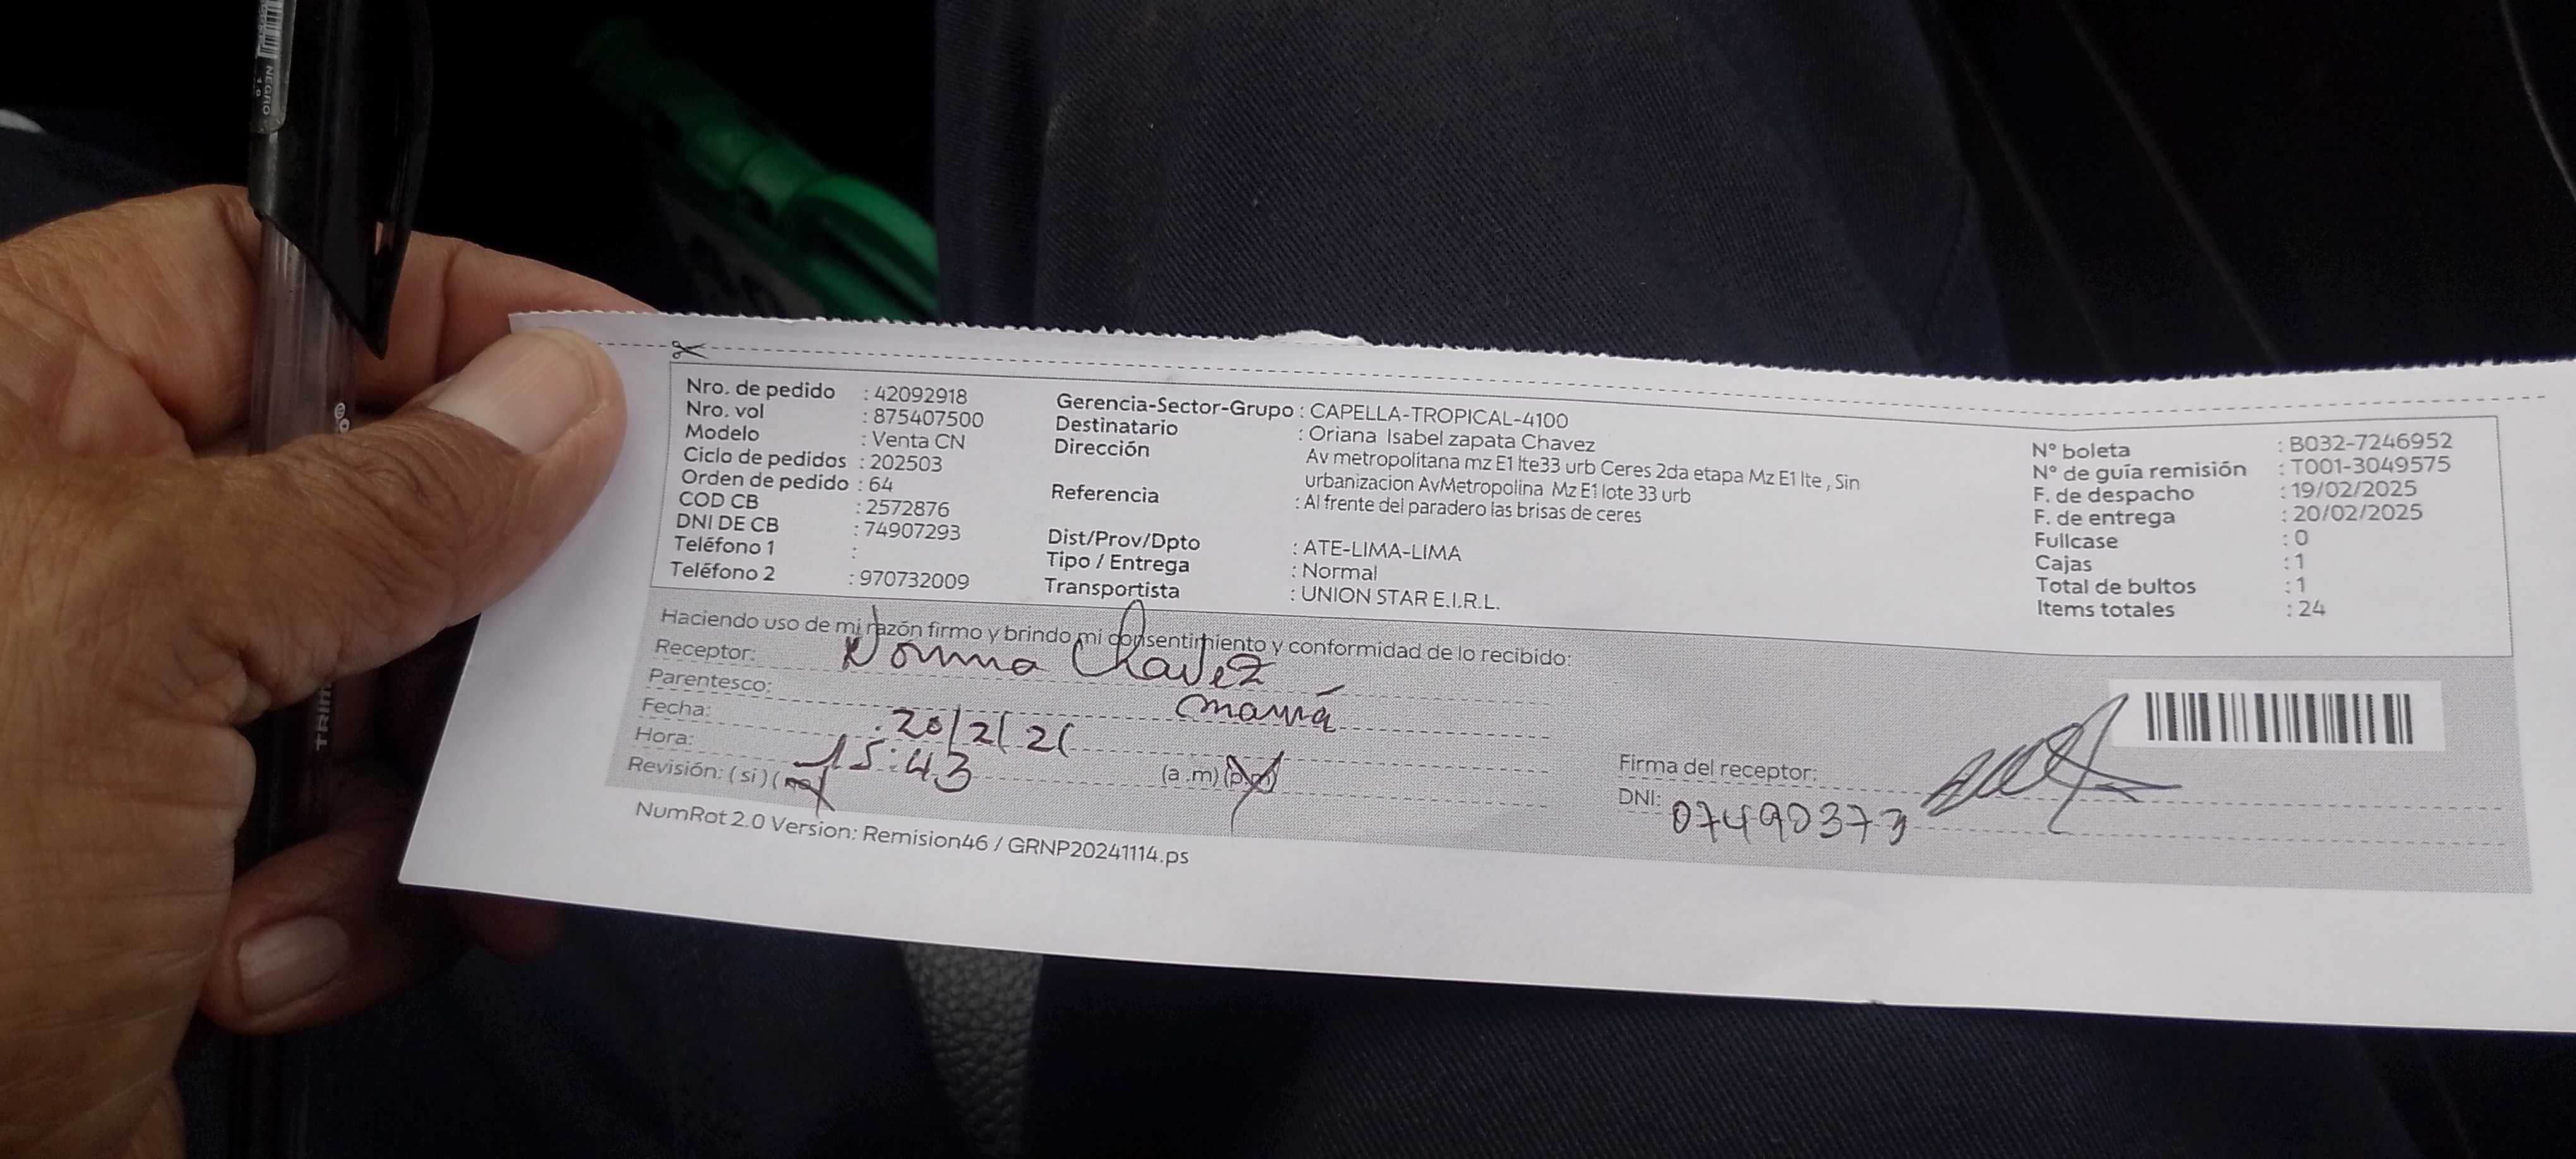 NEGRO
1.0
TRIM
Nro. de pedido : 42092918
Nro. vol : 875407500
Modelo : Venta CN
Ciclo de pedidos : 202503
Orden de pedido : 64
COD CB : 2572876
DNI DE CB : 74907293
Teléfono 1 :
Teléfono 2 : 970732009
Gerencia-Sector-Grupo : CAPELLA-TROPICAL-4100
Destinatario : Oriana Isabel zapata Chavez
Dirección Av metropolitana mz E1 lte33 urb Ceres 2da etapa Mz E1 lte , Sin
urbanizacion AvMetropolina Mz E1 lote 33 urb
Referencia : Al frente del paradero las brisas de ceres
Dist/Prov/Dpto : ATE-LIMA-LIMA
Tipo / Entrega : Normal
Transportista : UNION STAR E.I.R.L.
N° boleta : B032-7246952
N° de guía remisión : T001-3049575
F. de despacho : 19/02/2025
F. de entrega : 20/02/2025
Fullcase : 0
Cajas : 1
Total de bultos : 1
Items totales : 24
Haciendo uso de mi razón firmo y brindo mi consentimiento y conformidad de lo recibido:
Receptor: Norma Chavez
Parentesco: mamá
Fecha: 20/2/2
Hora: 15:43 (a.m) (p.m)
Revisión: (si) (no)
Firma del receptor:
DNI: 07490373
NumRot 2.0 Version: Remision46 / GRNP20241114.ps